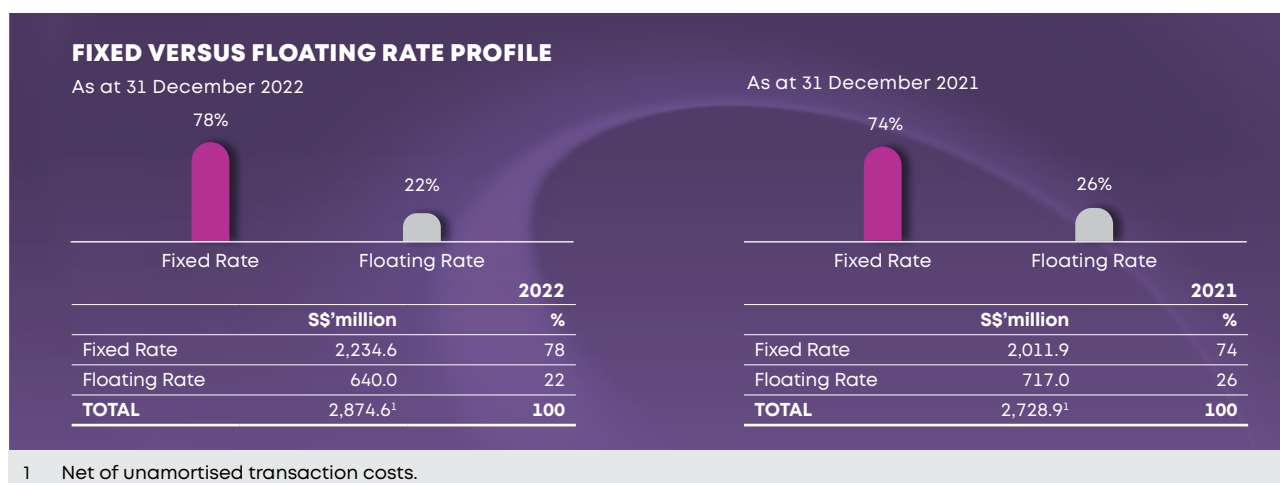 FIXED VERSUS FLOATING RATE PROFILE
As at 31 December 2022
78%
22%
Fixed Rate Floating Rate
2022
S$'million %
Fixed Rate 2,234.6 78
Floating Rate 640.0 22
TOTAL 2,874.6¹ 100
As at 31 December 2021
74%
26%
Fixed Rate Floating Rate
2021
S$'million %
Fixed Rate 2,011.9 74
Floating Rate 717.0 26
TOTAL 2,728.9¹ 100
1 Net of unamortised transaction costs.